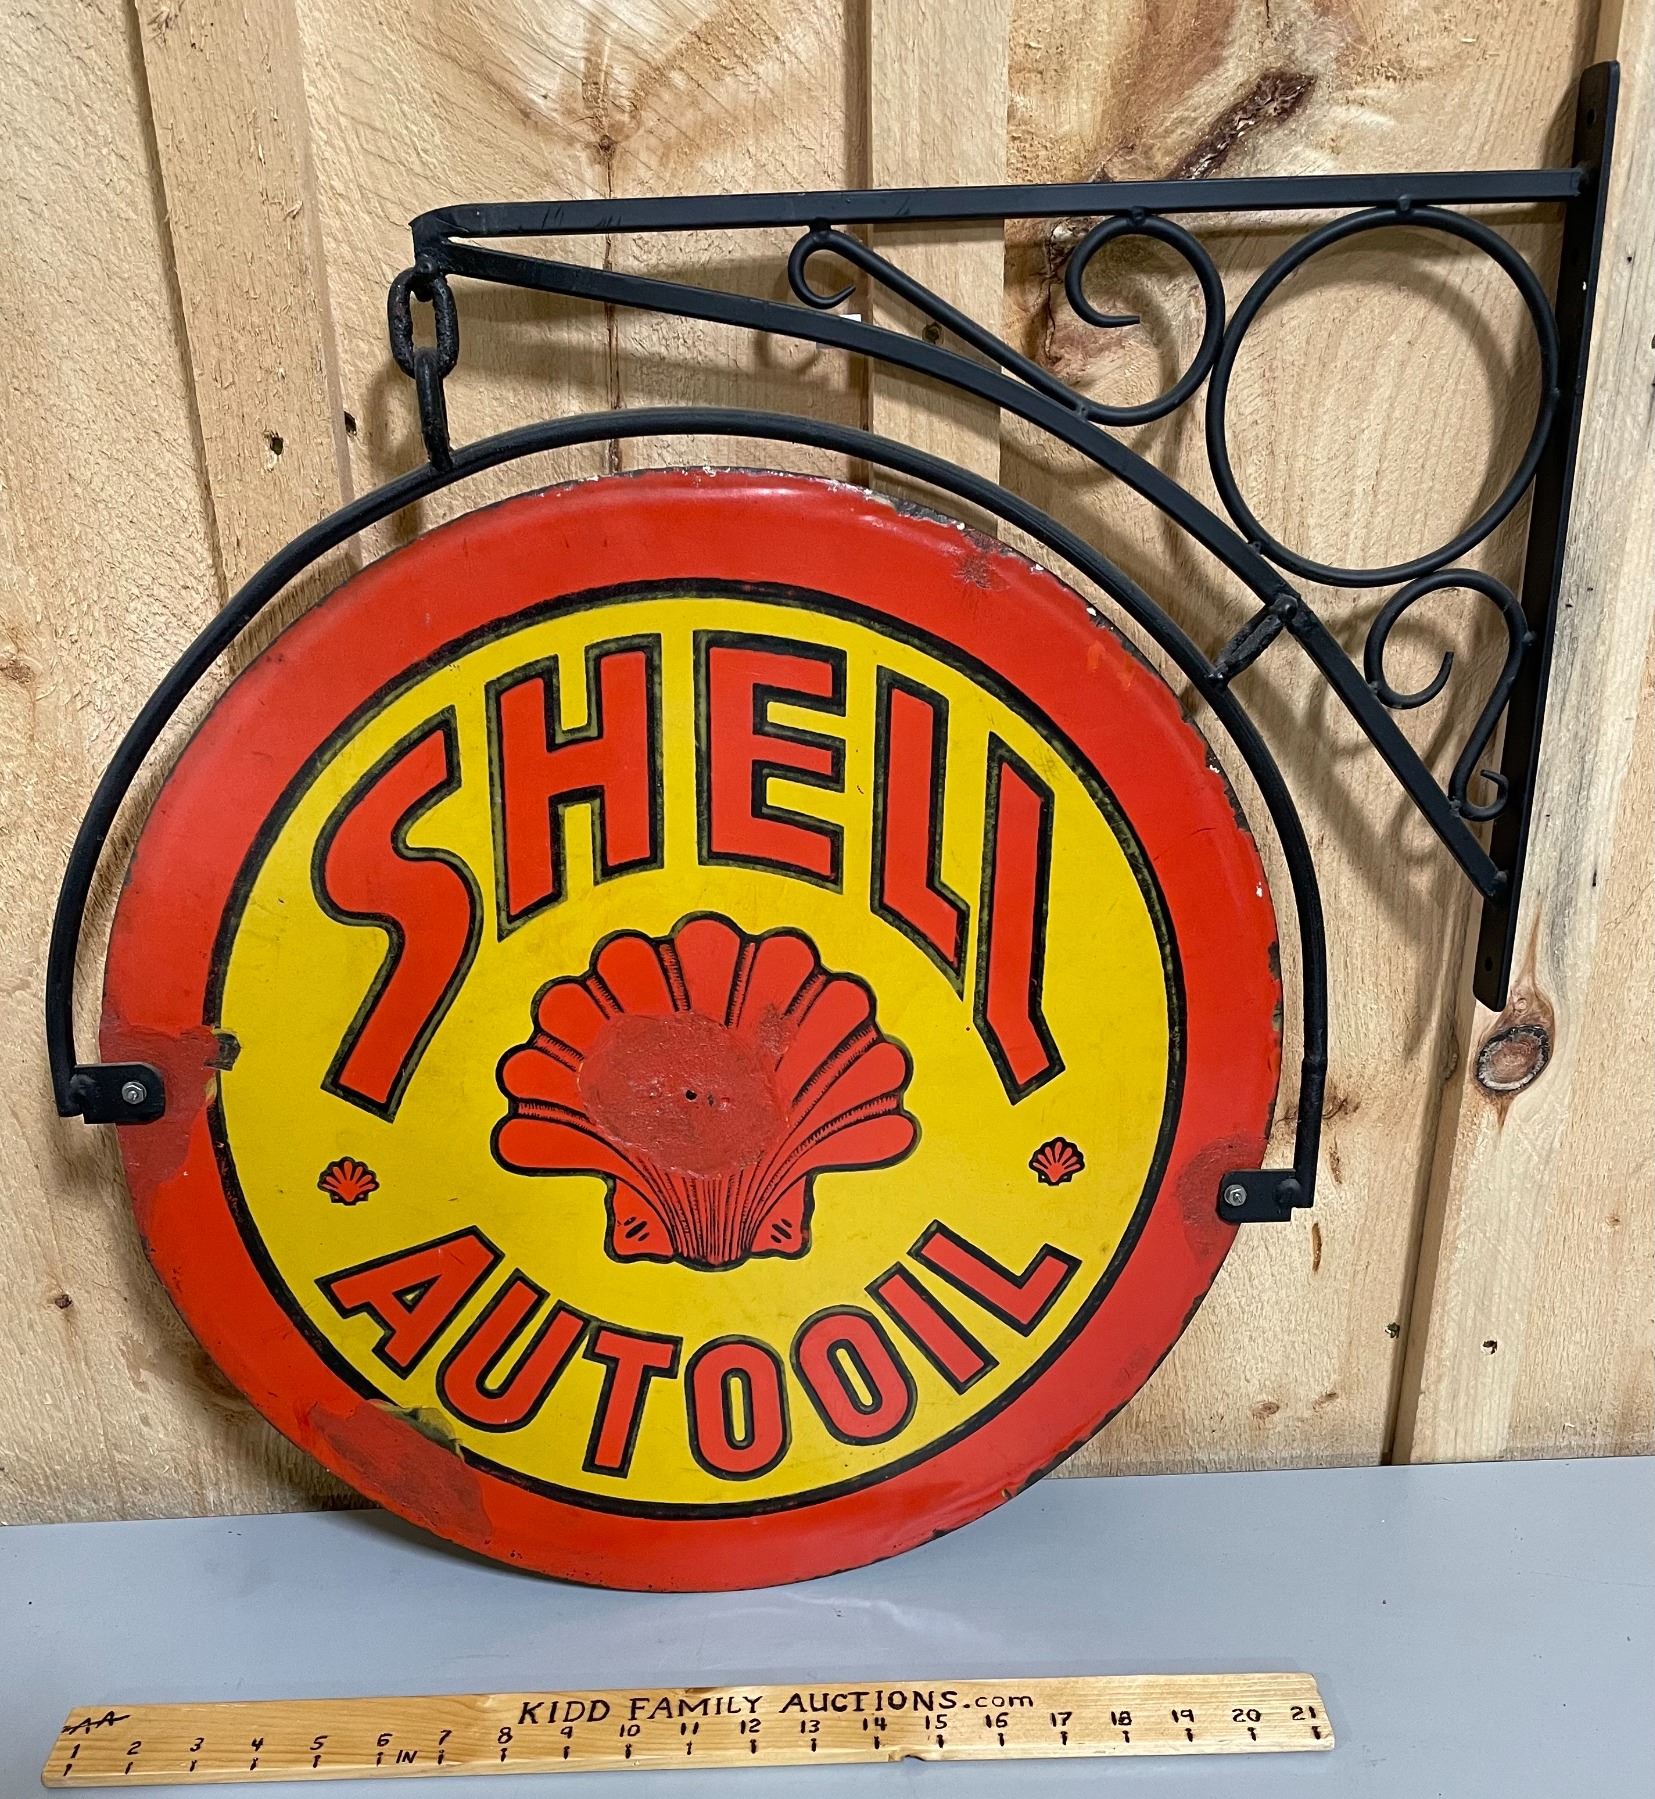 SHELL
AUTOOIL
KIDD FAMILY AUCTIONS.com
1 2 3 4 5 6 IN 7 8 9 10 11 12 13 14 15 16 17 18 19 20 21